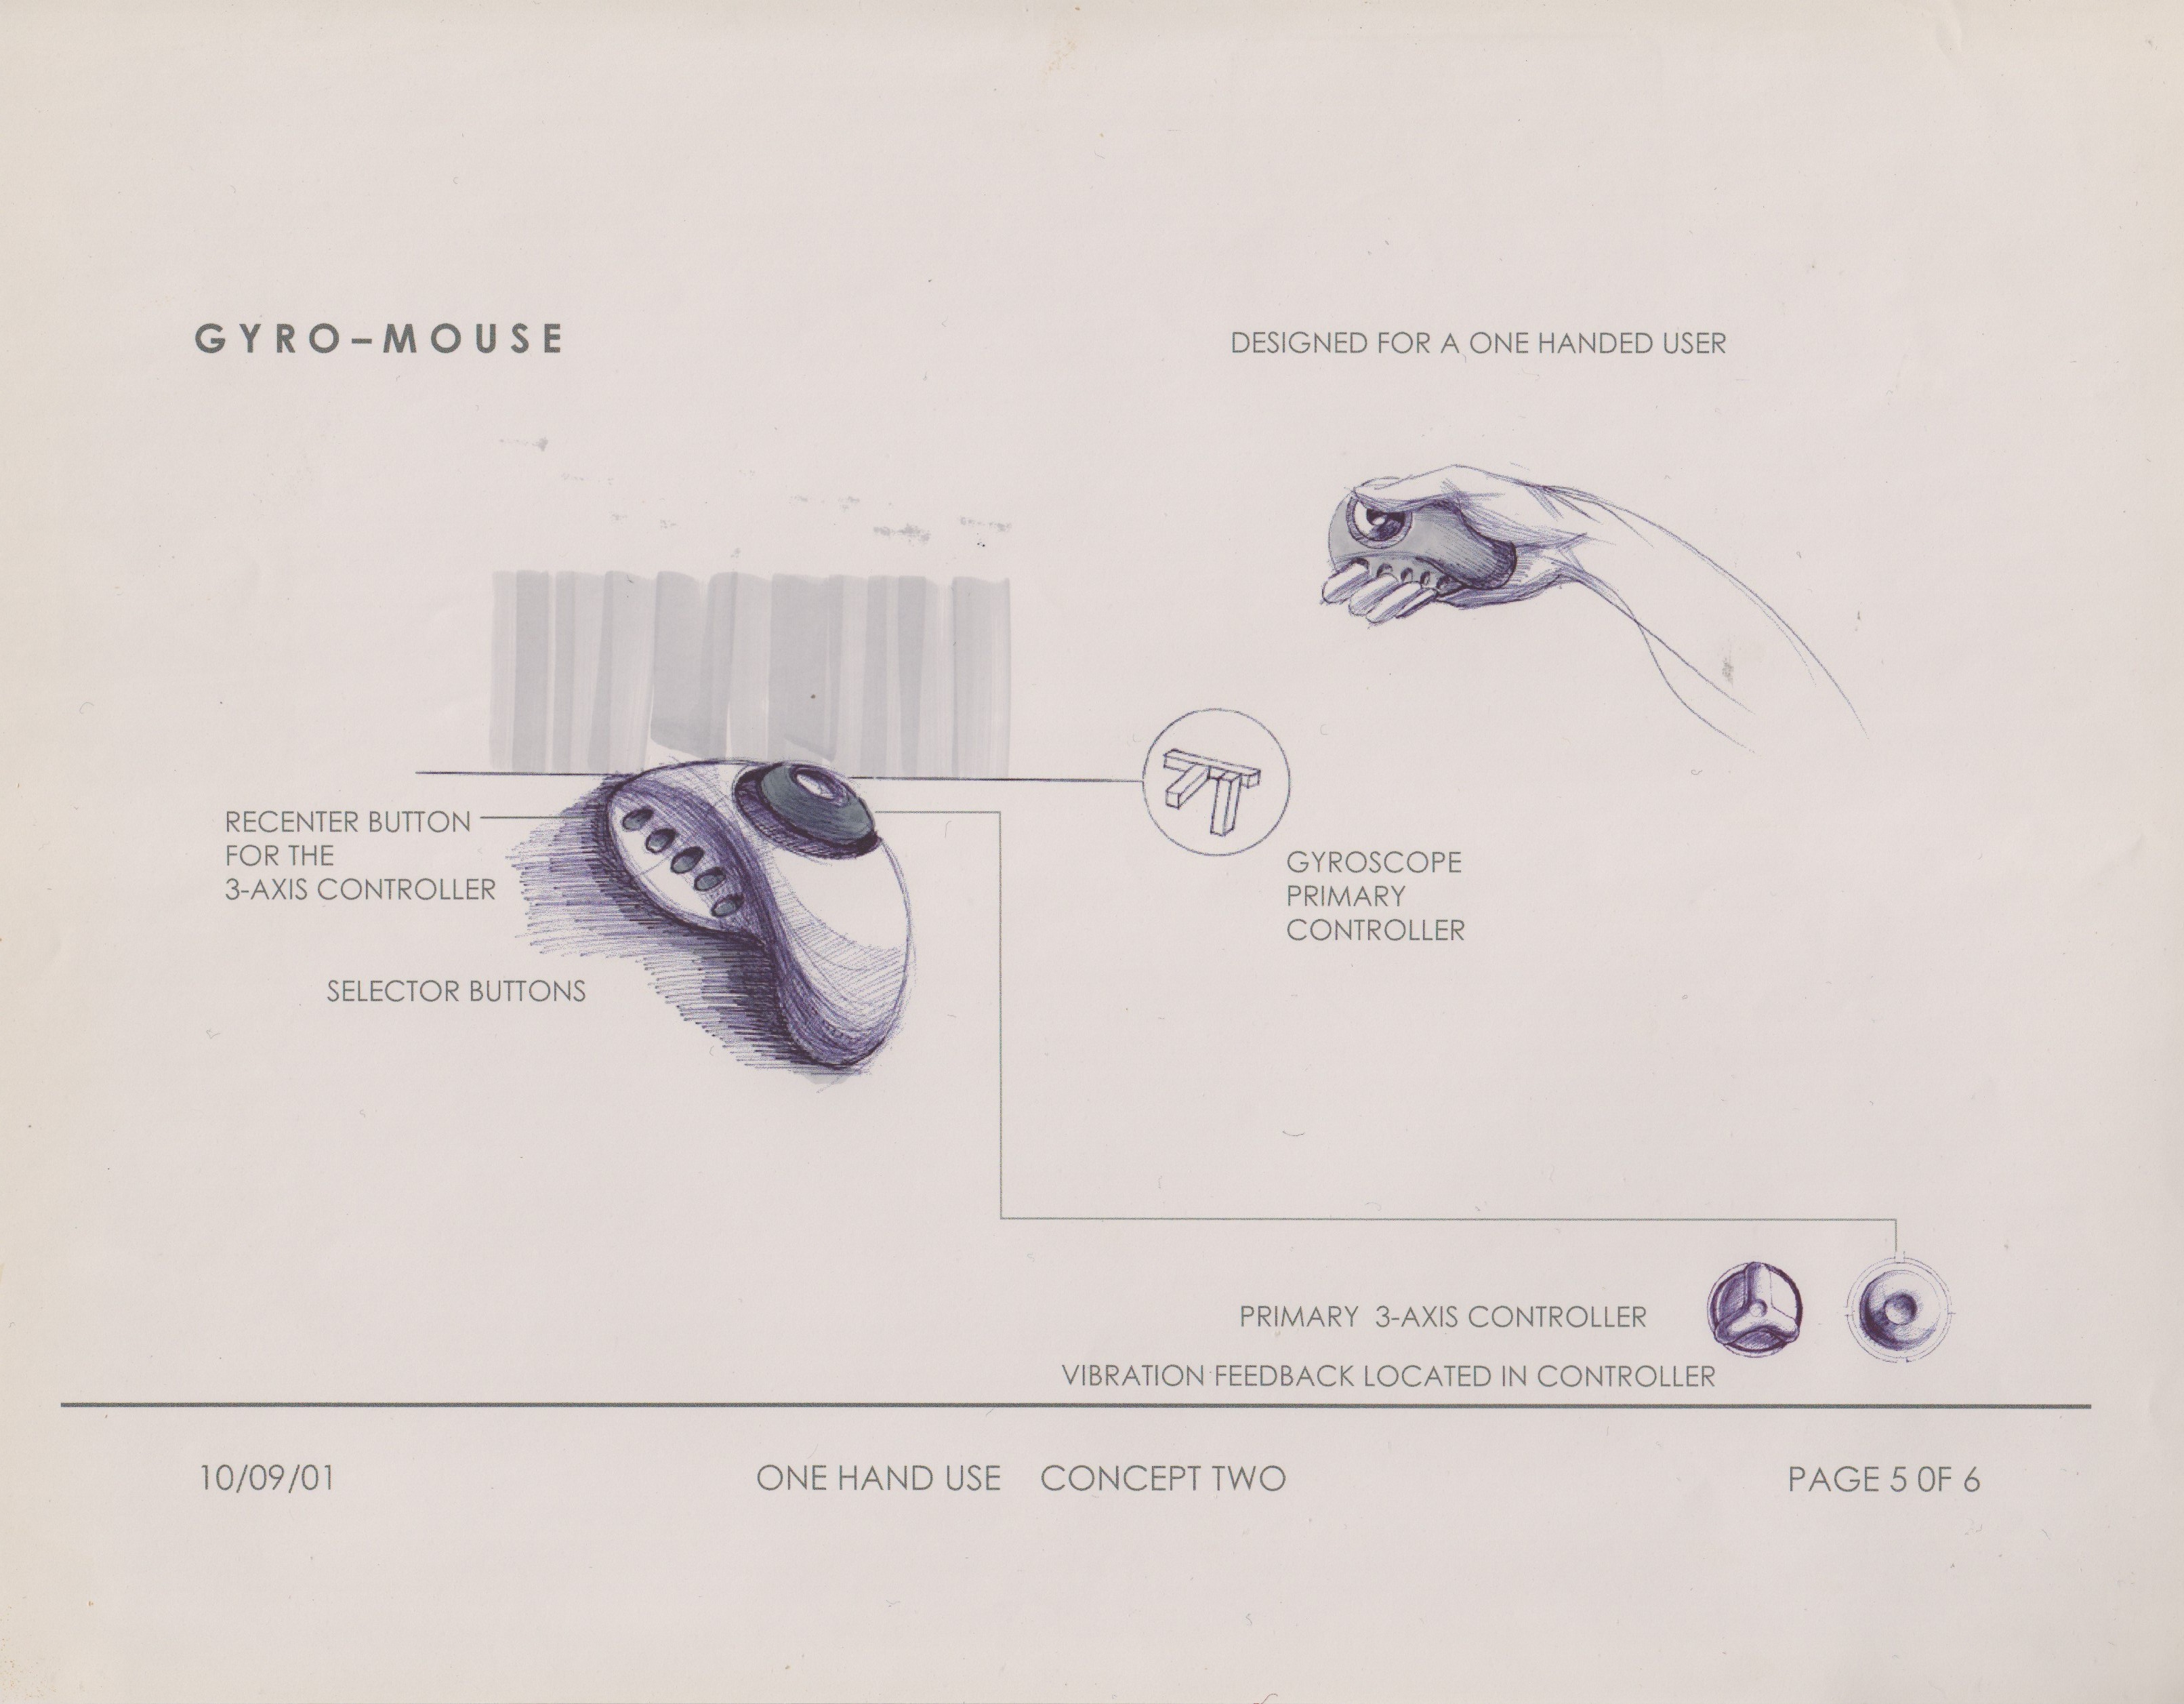 GYRO–MOUSE
DESIGNED FOR A ONE HANDED USER
RECENTER BUTTON
FOR THE
3-AXIS CONTROLLER
GYROSCOPE
PRIMARY
CONTROLLER
SELECTOR BUTTONS
PRIMARY 3-AXIS CONTROLLER
VIBRATION FEEDBACK LOCATED IN CONTROLLER
10/09/01
ONE HAND USE CONCEPT TWO
PAGE 5 0F 6